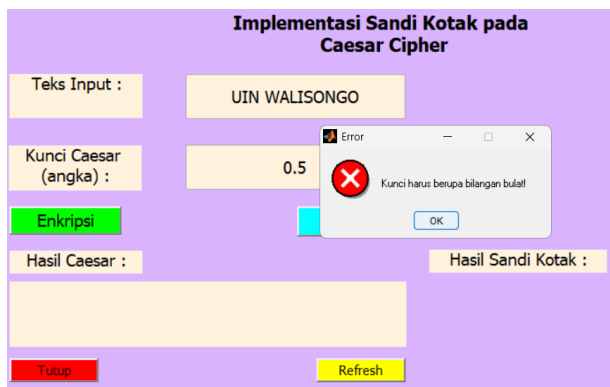 Implementasi Sandi Kotak pada
Caesar Cipher
Teks Input :
UIN WALISONGO
Error
Kunci Caesar
(angka) :
0.5
Kunci harus berupa bilangan bulat!
OK
Enkripsi
Hasil Caesar :
Hasil Sandi Kotak :
Tutup
Refresh